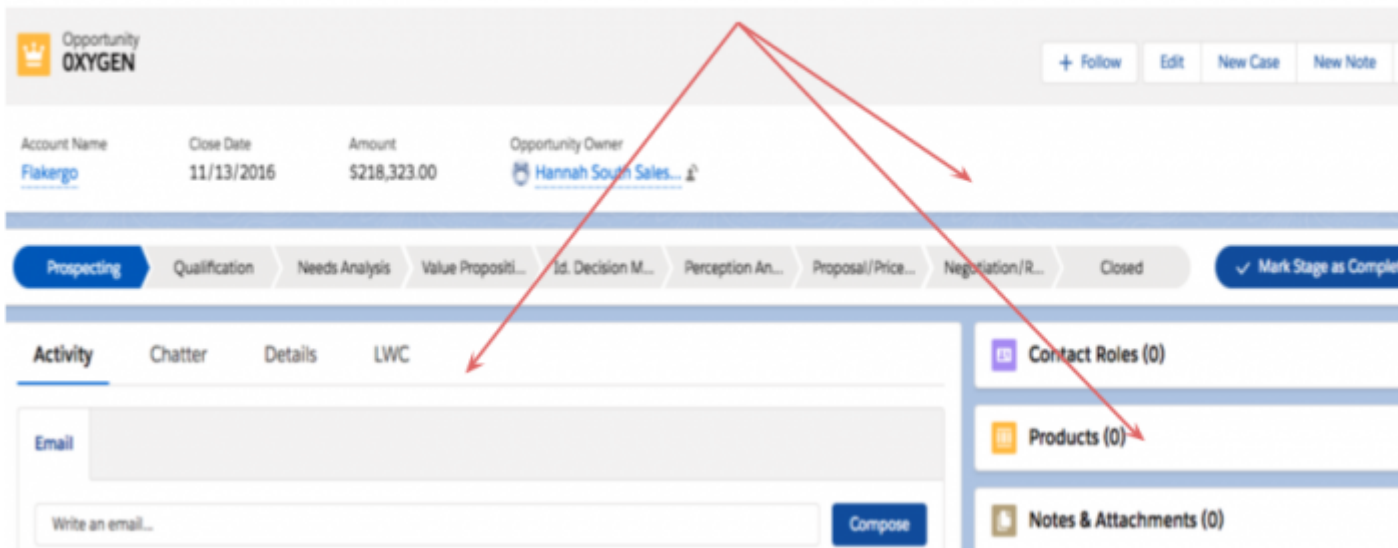 Opportunity
0XYGEN
+ Follow Edit New Case New Note
Account Name Close Date Amount Opportunity Owner
Flakergo 11/13/2016 $218,323.00 Hannah South Sales...
Prospecting Qualification Needs Analysis Value Propositi... Id. Decision M... Perception An... Proposal/Price... Negotiation/R... Closed ✓ Mark Stage as Comple
Activity Chatter Details LWC
Contact Roles (0)
Email
Products (0)
Write an email... Compose
Notes & Attachments (0)